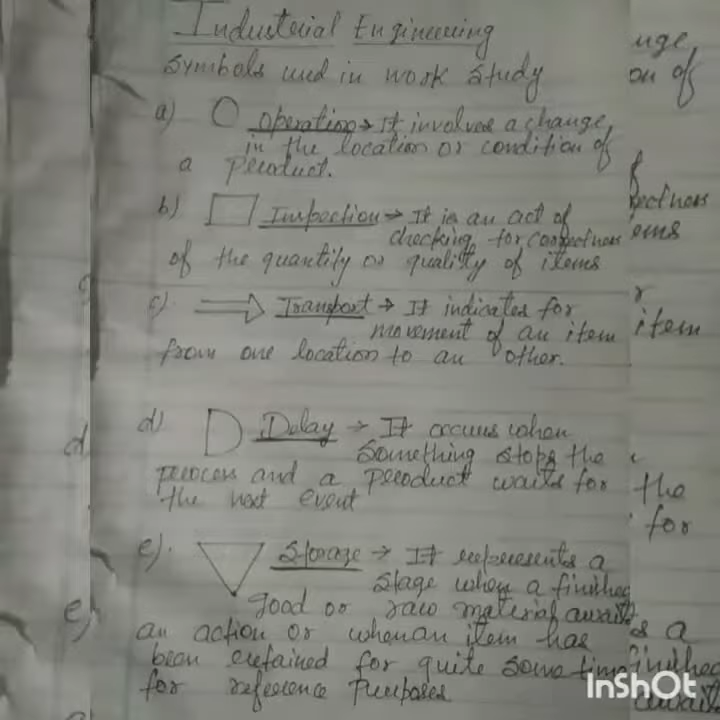 Industrial Engineering
Symbols used in work study
a) O Operation → It involves a change
in the location or condition of
a product.
b) Inspection → It is an act of
checking for correctness
of the quantity or quality of items
c) Transport → It indicates for
movement of an item
from one location to an other.
d) D Delay → It occurs when
Something stops the
process and a product waits for
the next event
e). Storage → It represents a
stage when a finished
good or raw material awaits
an action or when an item has
been retained for quite some time
for reference purposes
InShOt